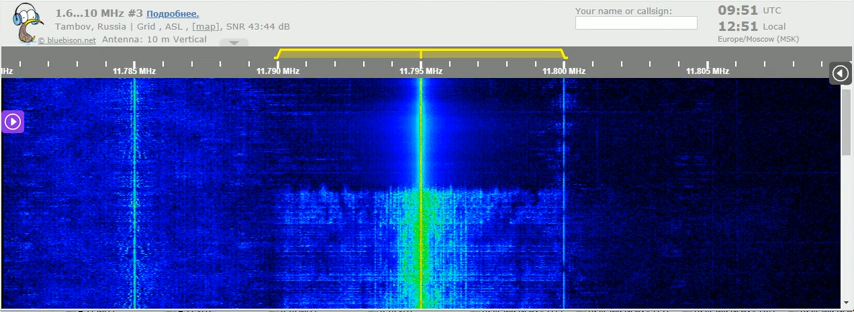 1.6...10 MHz #3 Подробнее.
Tambov, Russia | Grid , ASL , [map], SNR 43:44 dB
© bluebison.net Antenna: 10 m Vertical
Your name or callsign:
09:51 UTC
12:51 Local
Europe/Moscow (MSK)
Hz 11.785 MHz 11.790 MHz 11.795 MHz 11.800 MHz 11.805 MHz